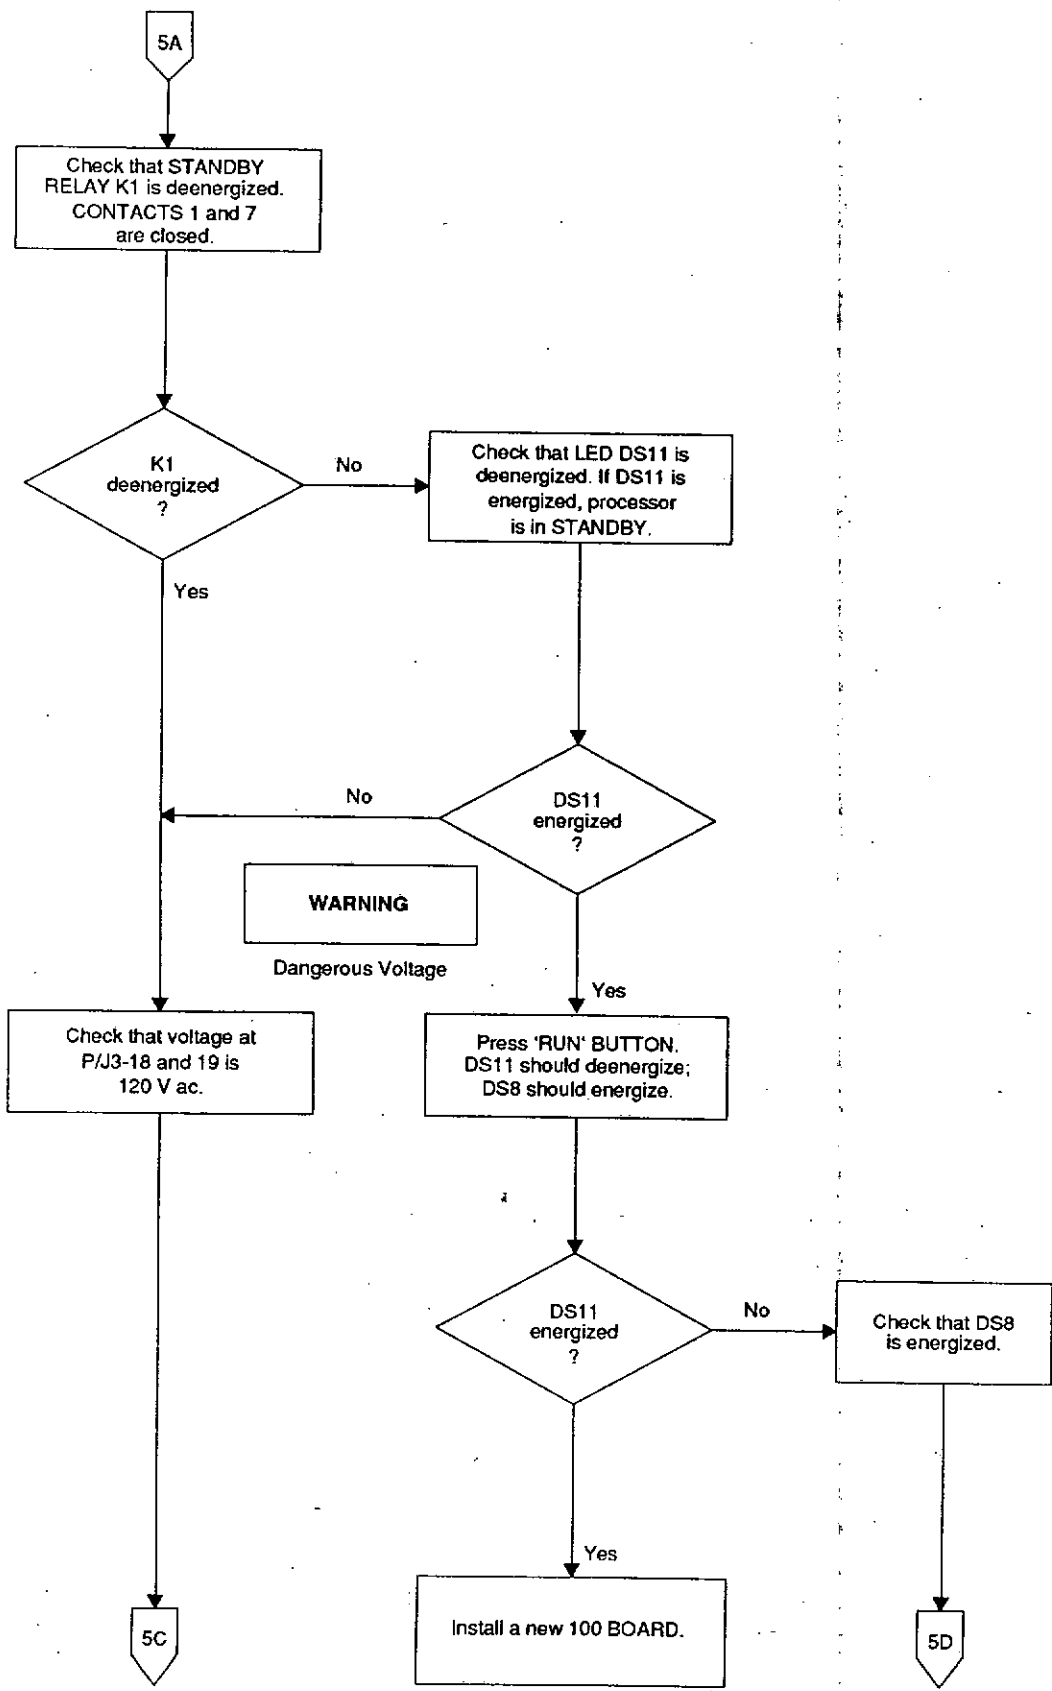 5A
Check that STANDBY
RELAY K1 is deenergized.
CONTACTS 1 and 7
are closed.
K1
deenergized
?
No
Check that LED DS11 is
deenergized. If DS11 is
energized, processor
is in STANDBY.
Yes
No
DS11
energized
?
WARNING
Dangerous Voltage
Yes
Check that voltage at
P/J3-18 and 19 is
120 V ac.
Press 'RUN' BUTTON.
DS11 should deenergize;
DS8 should energize.
DS11
energized
?
No
Check that DS8
is energized.
Yes
Install a new 100 BOARD.
5C
5D